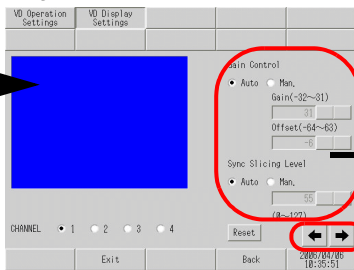 VD Operation Settings
VD Display Settings
Gain Control
Auto Man.
Gain(-32～31)
31
Offset(-64～63)
-6
Sync Slicing Level
Auto Man.
55
(0～127)
CHANNEL 1 2 3 4
Reset
Exit
Back
2006/04/06
10:35:51